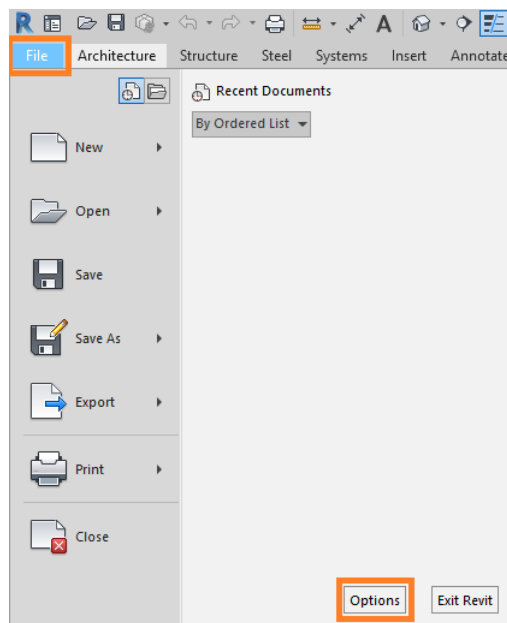 R A
File Architecture Structure Steel Systems Insert Annotate
Recent Documents
By Ordered List
New
Open
Save
Save As
Export
Print
Close
Options Exit Revit